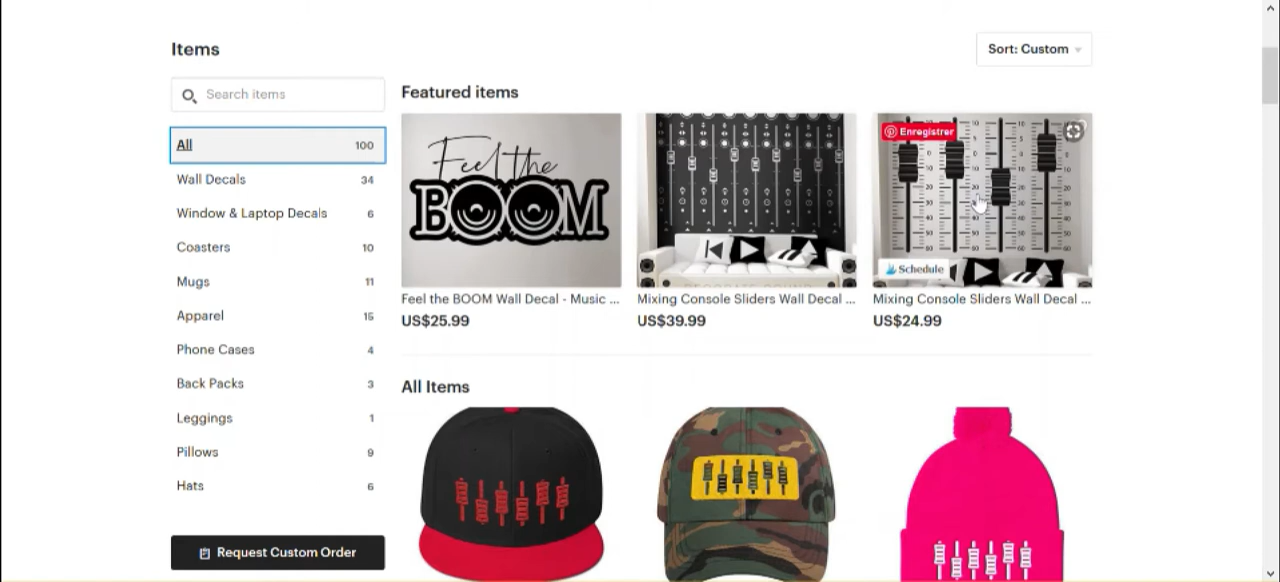 Items
Sort: Custom
Search items
Featured items
All 100
Wall Decals 34
Window & Laptop Decals 6
Coasters 10
Mugs 11
Apparel 15
Phone Cases 4
Back Packs 3
Leggings 1
Pillows 9
Hats 6
Request Custom Order
Feel the
BOOM
Enregistrer
Schedule
Feel the BOOM Wall Decal - Music ...
US$25.99
Mixing Console Sliders Wall Decal ...
US$39.99
Mixing Console Sliders Wall Decal ...
US$24.99
All Items